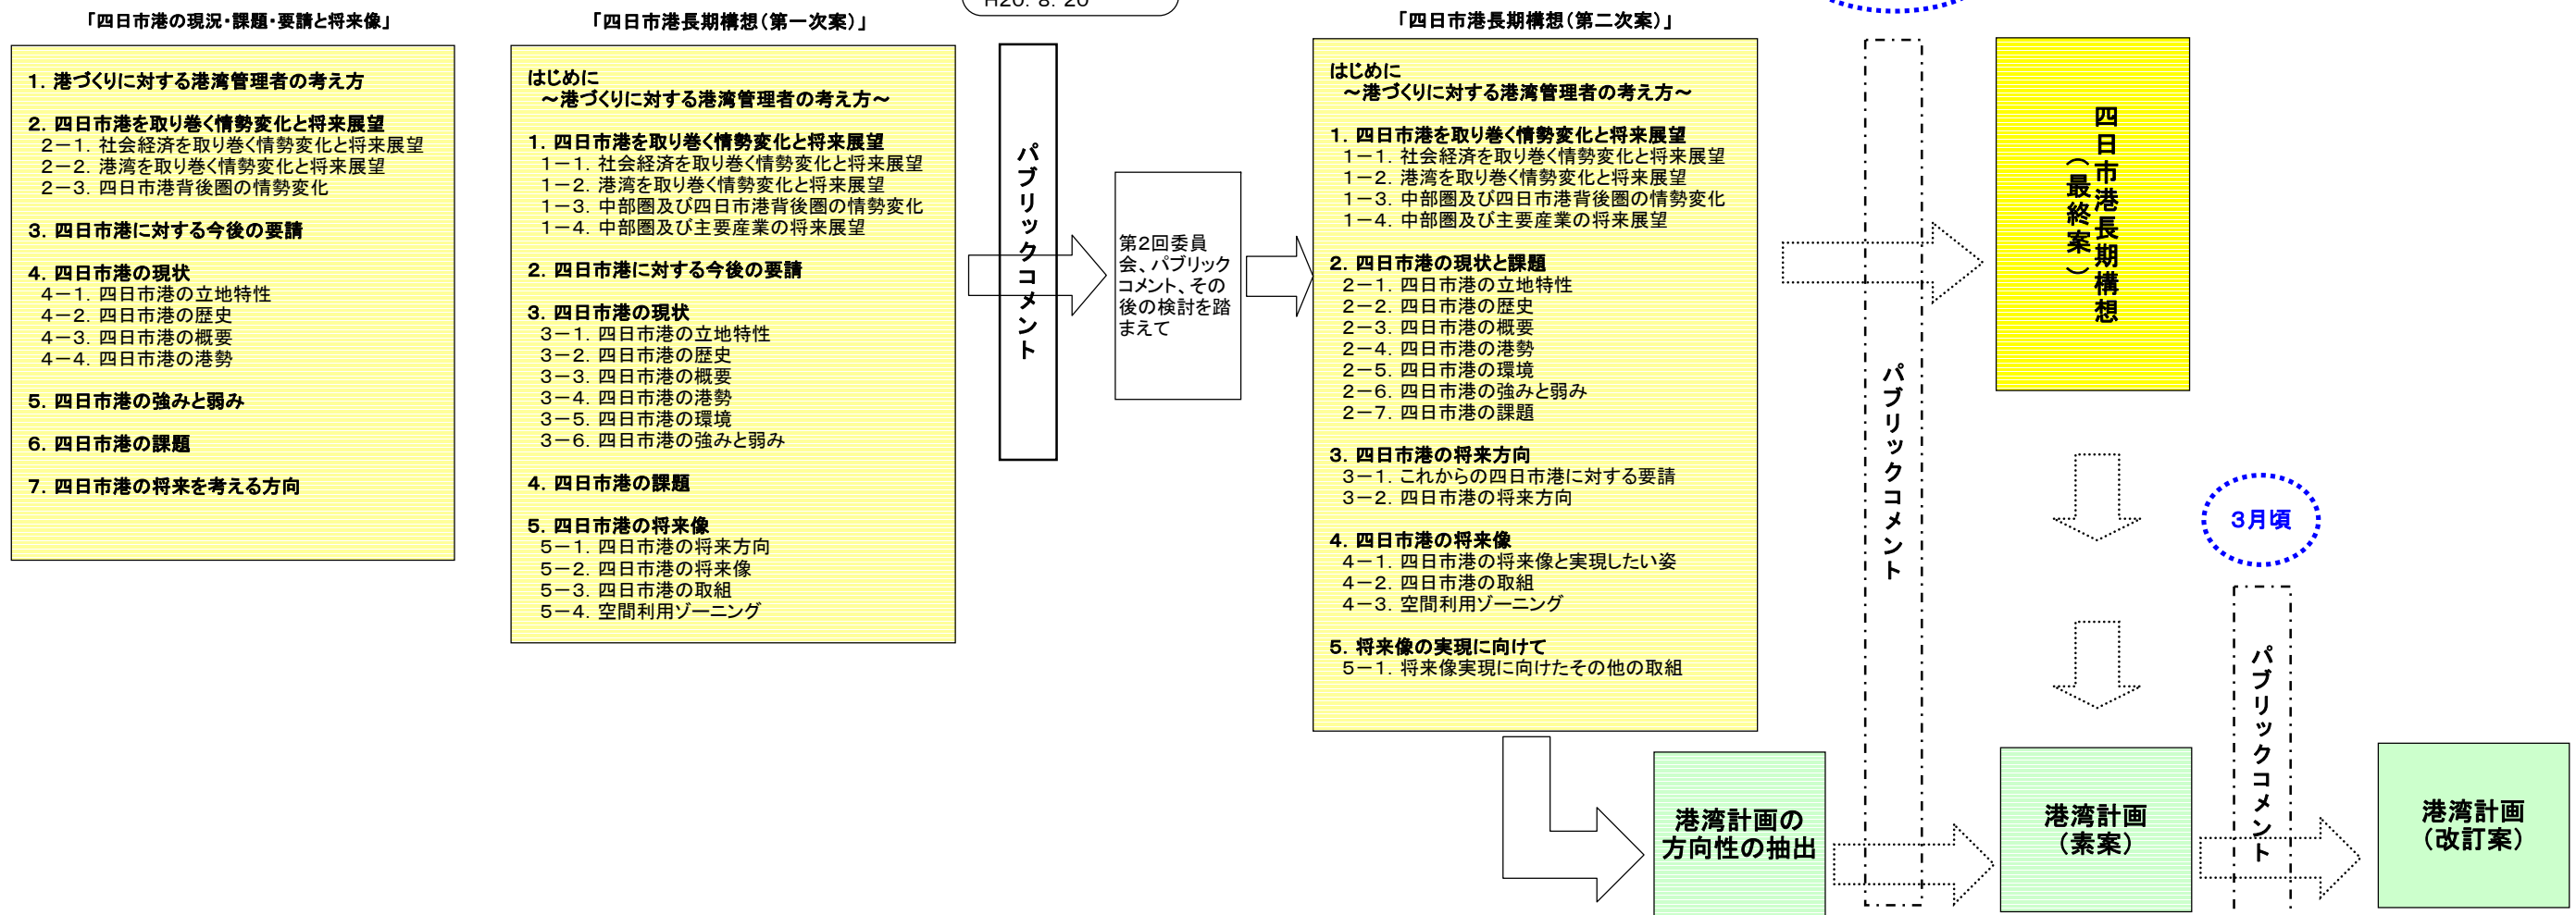 「四日市港の現況・課題・要請と将来像」
1. 港づくりに対する港湾管理者の考え方
2. 四日市港を取り巻く情勢変化と将来展望
2－1. 社会経済を取り巻く情勢変化と将来展望
2－2. 港湾を取り巻く情勢変化と将来展望
2－3. 四日市港背後圏の情勢変化
3. 四日市港に対する今後の要請
4. 四日市港の現状
4－1. 四日市港の立地特性
4－2. 四日市港の歴史
4－3. 四日市港の概要
4－4. 四日市港の港勢
5. 四日市港の強みと弱み
6. 四日市港の課題
7. 四日市港の将来を考える方向
「四日市港長期構想(第一次案)」
はじめに
～港づくりに対する港湾管理者の考え方～
1. 四日市港を取り巻く情勢変化と将来展望
1－1. 社会経済を取り巻く情勢変化と将来展望
1－2. 港湾を取り巻く情勢変化と将来展望
1－3. 中部圏及び四日市港背後圏の情勢変化
1－4. 中部圏及び主要産業の将来展望
2. 四日市港に対する今後の要請
3. 四日市港の現状
3－1. 四日市港の立地特性
3－2. 四日市港の歴史
3－3. 四日市港の概要
3－4. 四日市港の港勢
3－5. 四日市港の環境
3－6. 四日市港の強みと弱み
4. 四日市港の課題
5. 四日市港の将来像
5－1. 四日市港の将来方向
5－2. 四日市港の将来像
5－3. 四日市港の取組
5－4. 空間利用ゾーニング
H20. 8. 20
パブリックコメント
第2回委員
会、パブリック
コメント、その
後の検討を踏
まえて
「四日市港長期構想(第二次案)」
はじめに
～港づくりに対する港湾管理者の考え方～
1. 四日市港を取り巻く情勢変化と将来展望
1－1. 社会経済を取り巻く情勢変化と将来展望
1－2. 港湾を取り巻く情勢変化と将来展望
1－3. 中部圏及び四日市港背後圏の情勢変化
1－4. 中部圏及び主要産業の将来展望
2. 四日市港の現状と課題
2－1. 四日市港の立地特性
2－2. 四日市港の歴史
2－3. 四日市港の概要
2－4. 四日市港の港勢
2－5. 四日市港の環境
2－6. 四日市港の強みと弱み
2－7. 四日市港の課題
3. 四日市港の将来方向
3－1. これからの四日市港に対する要請
3－2. 四日市港の将来方向
4. 四日市港の将来像
4－1. 四日市港の将来像と実現したい姿
4－2. 四日市港の取組
4－3. 空間利用ゾーニング
5. 将来像の実現に向けて
5－1. 将来像実現に向けたその他の取組
パブリックコメント
四日市港長期構想
(最終案)
3月頃
パブリックコメント
港湾計画の
方向性の抽出
港湾計画
(素案)
港湾計画
(改訂案)